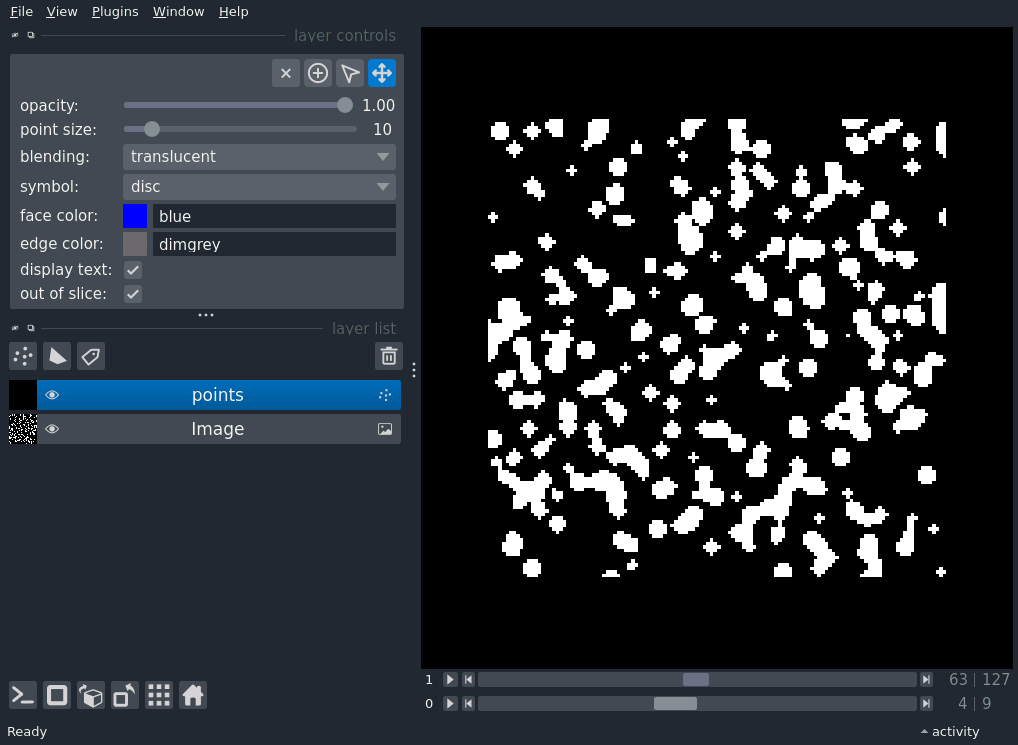 File View Plugins Window Help
layer controls
opacity: 1.00
point size: 10
blending: translucent
symbol: disc
face color: blue
edge color: dimgrey
display text:
out of slice:
layer list
points
Image
1 63 | 127
0 4 | 9
Ready activity